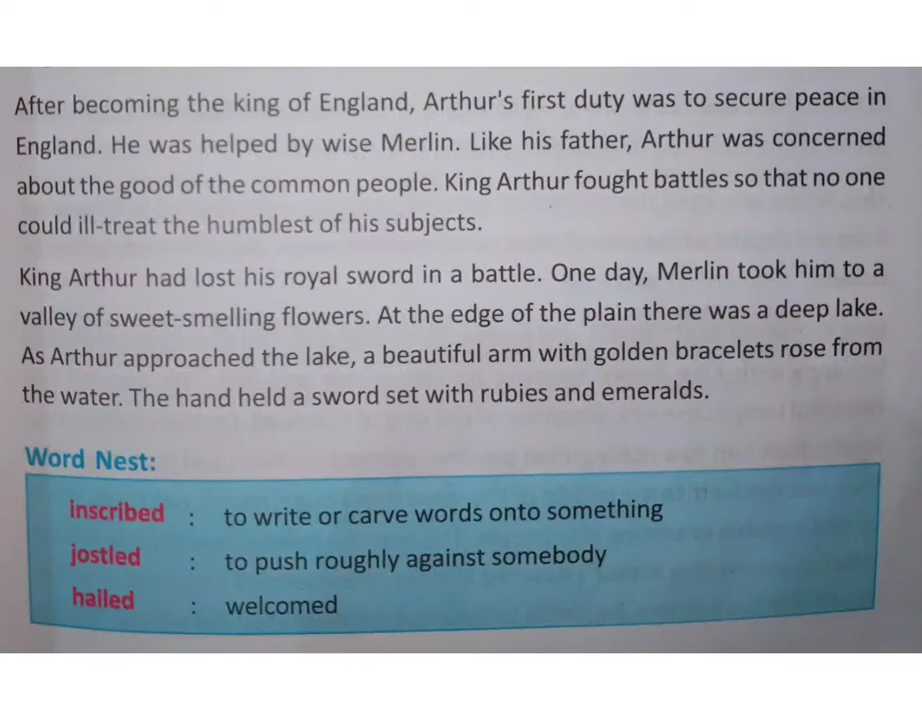 After becoming the king of England, Arthur's first duty was to secure peace in
England. He was helped by wise Merlin. Like his father, Arthur was concerned
about the good of the common people. King Arthur fought battles so that no one
could ill-treat the humblest of his subjects.
King Arthur had lost his royal sword in a battle. One day, Merlin took him to a
valley of sweet-smelling flowers. At the edge of the plain there was a deep lake.
As Arthur approached the lake, a beautiful arm with golden bracelets rose from
the water. The hand held a sword set with rubies and emeralds.
Word Nest:
inscribed : to write or carve words onto something
jostled : to push roughly against somebody
hailed : welcomed